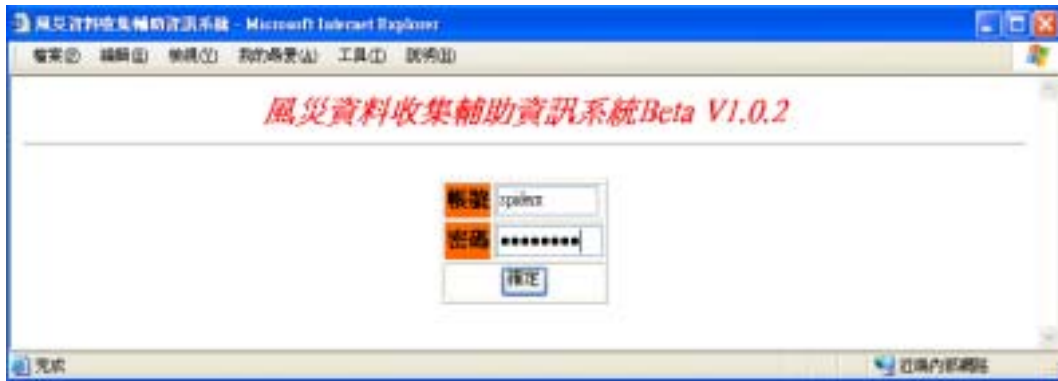 風災資料收集輔助資訊系統 - Microsoft Internet Explorer
檔案(F) 編輯(E) 檢視(V) 我的最愛(A) 工具(T) 說明(H)
風災資料收集輔助資訊系統Beta V1.0.2
帳號
密碼 ••••••••
確定
完成 近端內部網路